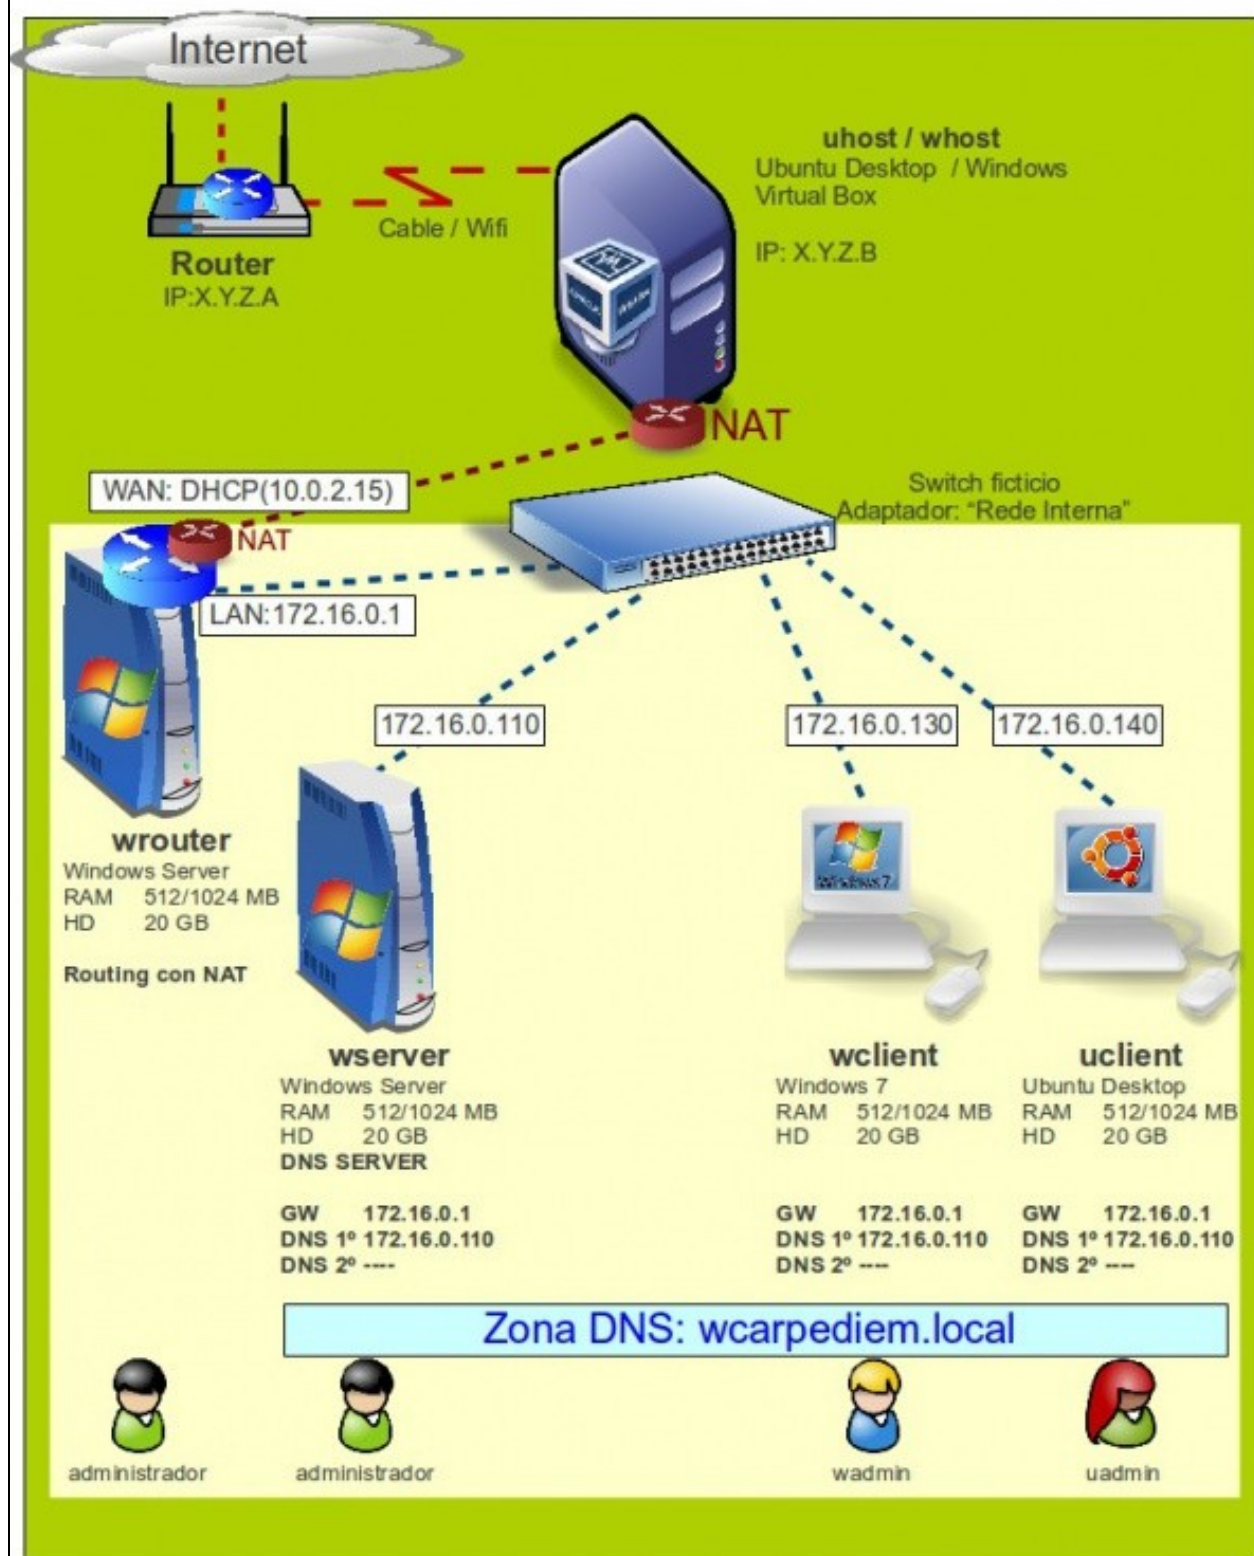 Internet
uhost / whost
Ubuntu Desktop / Windows
Virtual Box
IP: X.Y.Z.B
Cable / Wifi
Router
IP:X.Y.Z.A
NAT
WAN: DHCP(10.0.2.15)
Switch ficticio
Adaptador: "Rede Interna"
NAT
LAN:172.16.0.1
172.16.0.110
172.16.0.130
172.16.0.140
wrouter
Windows Server
RAM 512/1024 MB
HD 20 GB
Routing con NAT
Windows 7
wserver
Windows Server
RAM 512/1024 MB
HD 20 GB
DNS SERVER
GW 172.16.0.1
DNS 1º 172.16.0.110
DNS 2º ----
wclient
Windows 7
RAM 512/1024 MB
HD 20 GB
GW 172.16.0.1
DNS 1º 172.16.0.110
DNS 2º ----
uclient
Ubuntu Desktop
RAM 512/1024 MB
HD 20 GB
GW 172.16.0.1
DNS 1º 172.16.0.110
DNS 2º ----
Zona DNS: wcarpediem.local
administrador
administrador
wadmin
uadmin